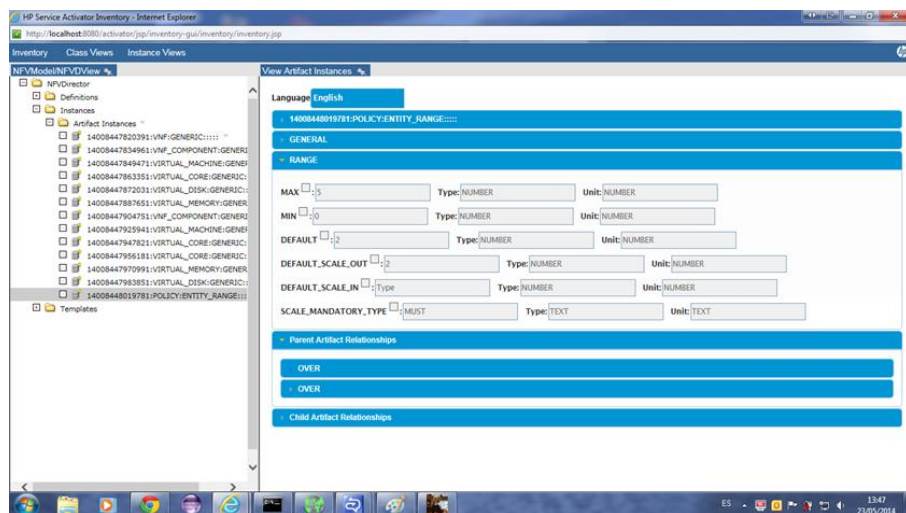 HP Service Activator Inventory - Internet Explorer
http://localhost:8080/activator/jsp/inventory-gui/inventory/inventory.jsp
Inventory Class Views Instance Views
NFVModel/NFVDView
NFVDirector
Definitions
Instances
Artifact Instances
14008447820391:VNF:GENERIC:::::
14008447834961:VNF_COMPONENT:GENERI
14008447849471:VIRTUAL_MACHINE:GENEF
14008447863351:VIRTUAL_CORE:GENERIC:
14008447872031:VIRTUAL_DISK:GENERIC::
14008447887651:VIRTUAL_MEMORY:GENER
14008447904751:VNF_COMPONENT:GENERI
14008447925941:VIRTUAL_MACHINE:GENEF
14008447947821:VIRTUAL_CORE:GENERIC:
14008447956181:VIRTUAL_CORE:GENERIC:
14008447970991:VIRTUAL_MEMORY:GENER
14008447983851:VIRTUAL_DISK:GENERIC::
14008448019781:POLICY:ENTITY_RANGE:::
Templates
View Artifact Instances
Language English
14008448019781:POLICY:ENTITY_RANGE:::::
GENERAL
RANGE
MAX : 5 Type: NUMBER Unit: NUMBER
MIN : 0 Type: NUMBER Unit: NUMBER
DEFAULT : 2 Type: NUMBER Unit: NUMBER
DEFAULT_SCALE_OUT : 2 Type: NUMBER Unit: NUMBER
DEFAULT_SCALE_IN : Type Type: NUMBER Unit: NUMBER
SCALE_MANDATORY_TYPE : MUST Type: TEXT Unit: TEXT
Parent Artifact Relationships
OVER
OVER
Child Artifact Relationships
ES 13:47
23/05/2014